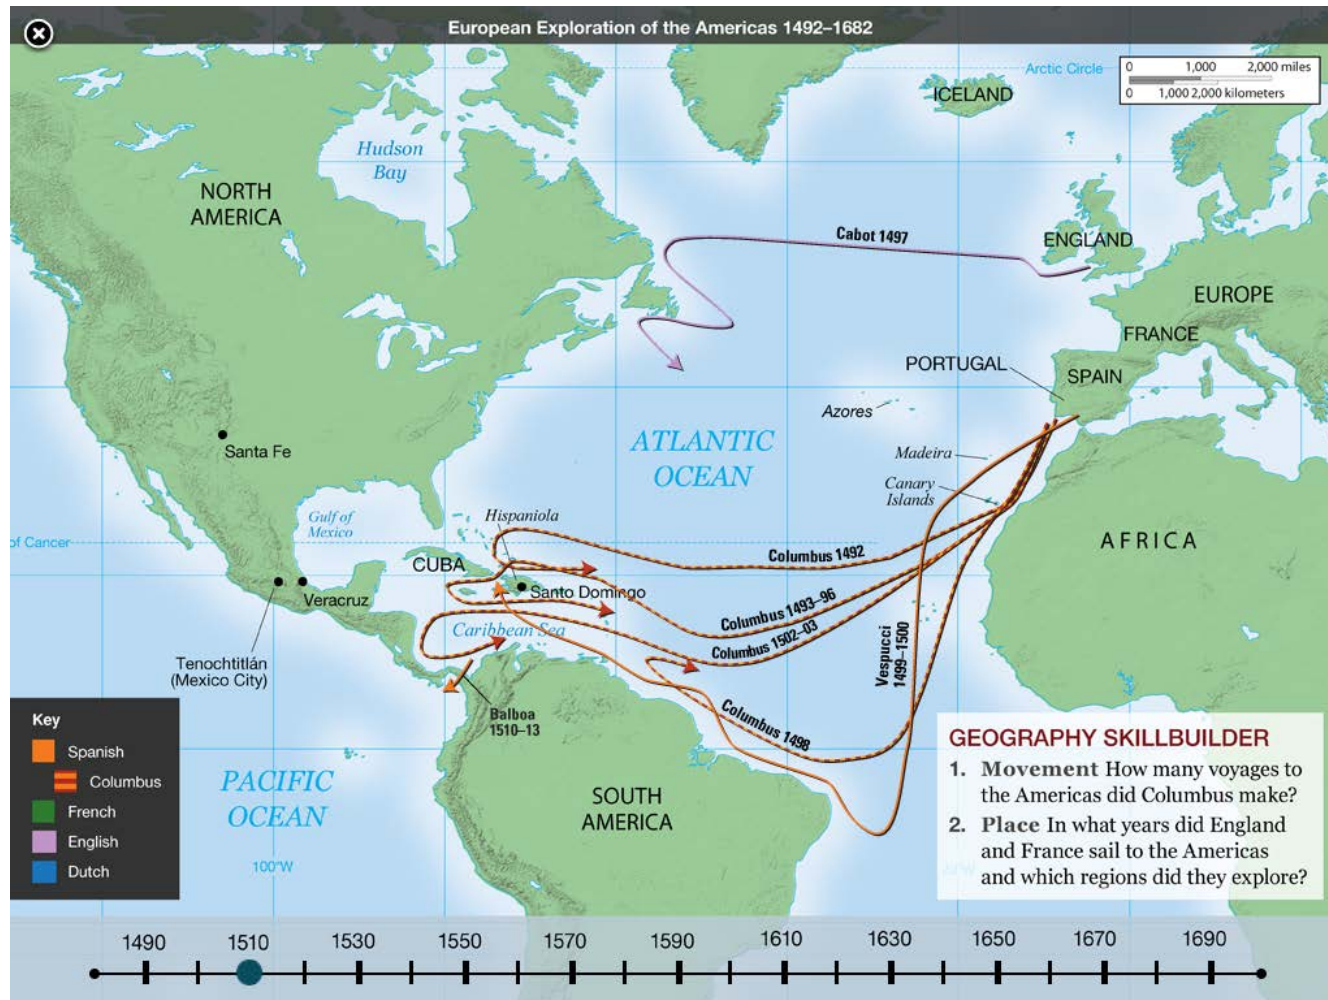 European Exploration of the Americas 1492–1682
0 1,000 2,000 miles
0 1,000 2,000 kilometers
Arctic Circle
ICELAND
Hudson
Bay
NORTH
AMERICA
Cabot 1497
ENGLAND
EUROPE
FRANCE
PORTUGAL
SPAIN
Azores
ATLANTIC
OCEAN
Santa Fe
Madeira
Canary
Islands
Gulf of
Mexico
Hispaniola
of Cancer
AFRICA
CUBA
Columbus 1492
Santo Domingo
Veracruz
Columbus 1493–96
Caribbean Sea
Columbus 1502–03
Vespucci
1499–1500
Tenochtitlán
(Mexico City)
Balboa
1510–13
Columbus 1498
Key
Spanish
Columbus
French
English
Dutch
PACIFIC
OCEAN
100°W
SOUTH
AMERICA
GEOGRAPHY SKILLBUILDER
1. Movement How many voyages to
the Americas did Columbus make?
2. Place In what years did England
and France sail to the Americas
and which regions did they explore?
1490 1510 1530 1550 1570 1590 1610 1630 1650 1670 1690